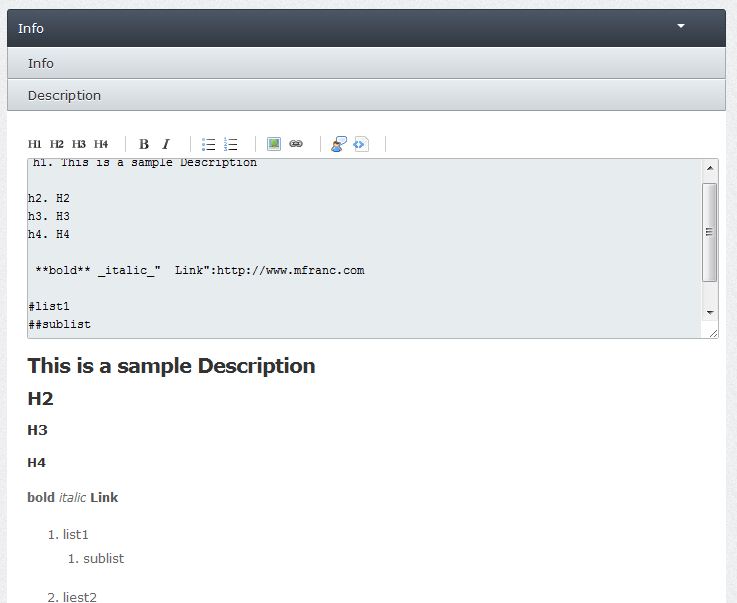 Info
Info
Description
H1 H2 H3 H4 B I
h1. This is a sample Description
h2. H2
h3. H3
h4. H4
**bold** _italic_" Link":http://www.mfranc.com
#list1
##sublist
This is a sample Description
H2
H3
H4
bold italic Link
1. list1
1. sublist
2. liest2